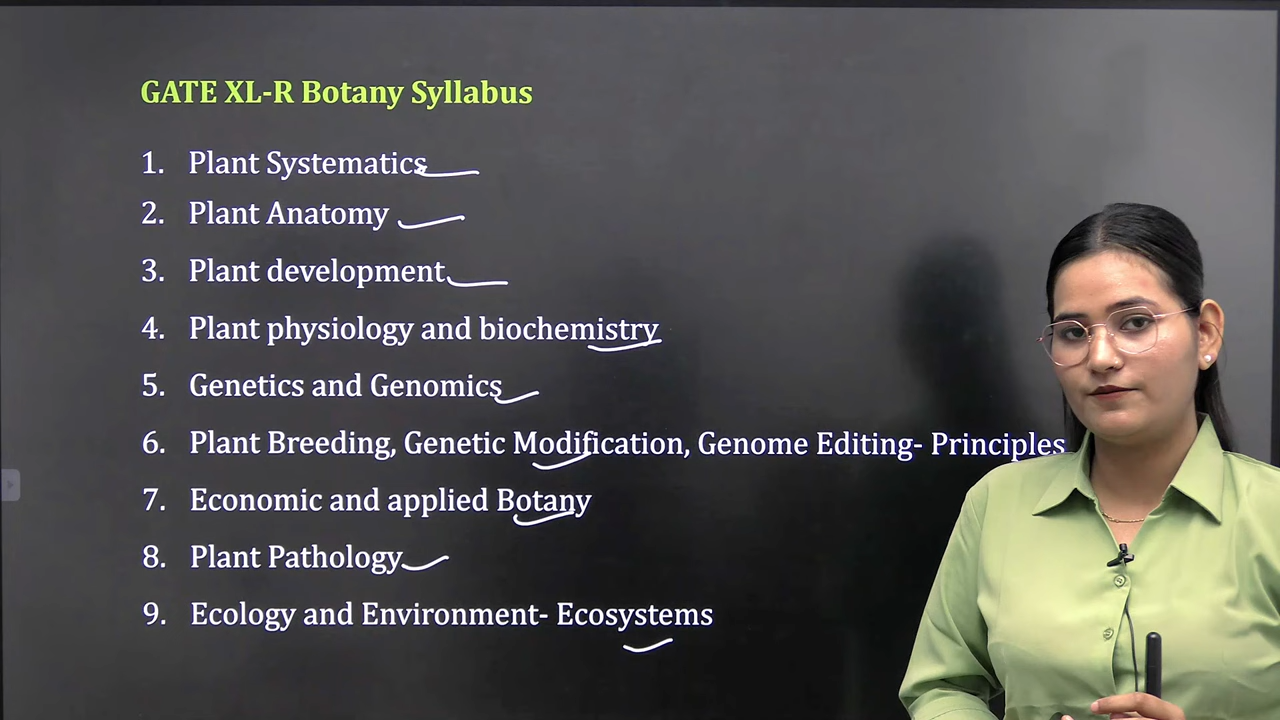 GATE XL-R Botany Syllabus
1. Plant Systematics
2. Plant Anatomy
3. Plant development
4. Plant physiology and biochemistry
5. Genetics and Genomics
6. Plant Breeding, Genetic Modification, Genome Editing- Principles
7. Economic and applied Botany
8. Plant Pathology
9. Ecology and Environment- Ecosystems